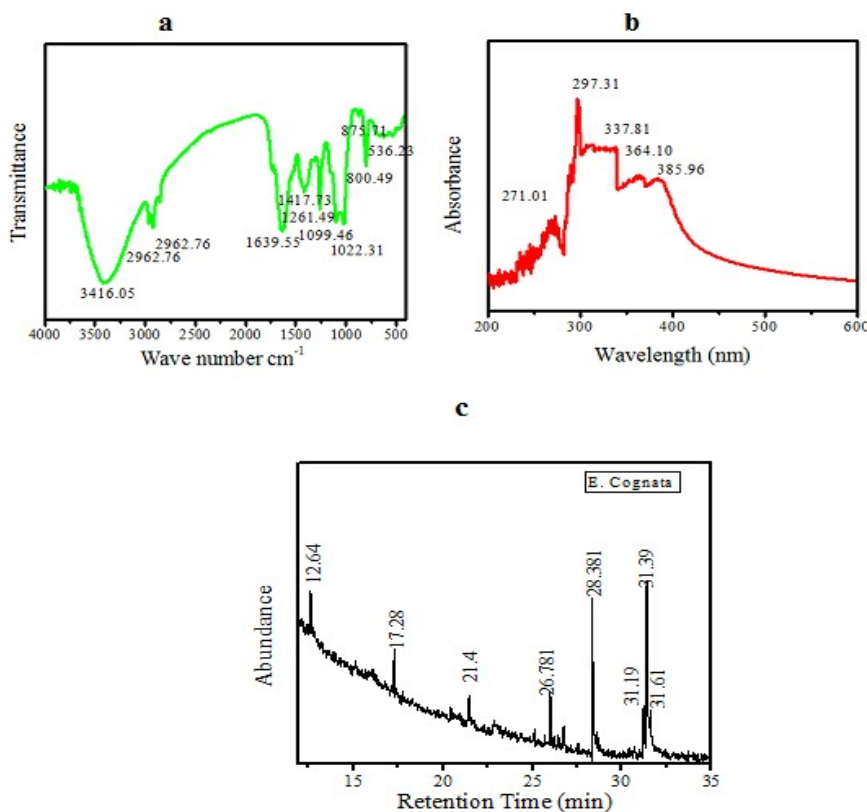 a
Transmittance
3416.05
2962.76
2962.76
1639.55
1417.73
1261.49
1099.46
1022.31
875.71
536.23
800.49
4000 3500 3000 2500 2000 1500 1000 500
Wave number cm⁻¹
b
Absorbance
271.01
297.31
337.81
364.10
385.96
200 300 400 500 600
Wavelength (nm)
c
E. Cognata
Abundance
12.64
17.28
21.4
26.781
28.381
31.19
31.39
31.61
15 20 25 30 35
Retention Time (min)